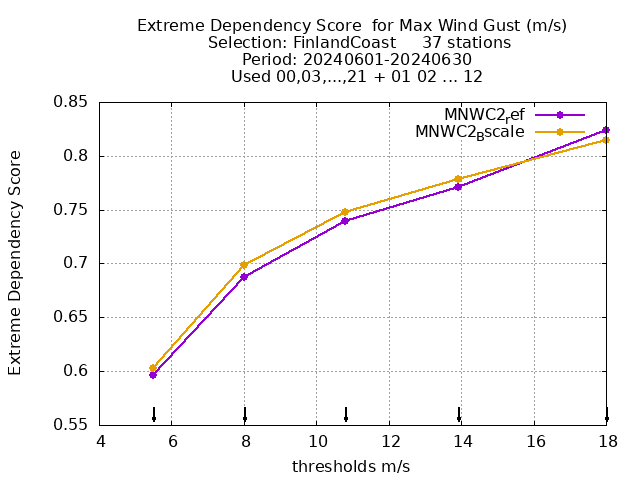 Extreme Dependency Score  for Max Wind Gust (m/s)
Selection: FinlandCoast     37 stations
Period: 20240601-20240630
Used 00,03,...,21 + 01 02 ... 12
MNWC2ref
MNWC2Bscale
Extreme Dependency Score
0.85
0.8
0.75
0.7
0.65
0.6
0.55
4 6 8 10 12 14 16 18
thresholds m/s